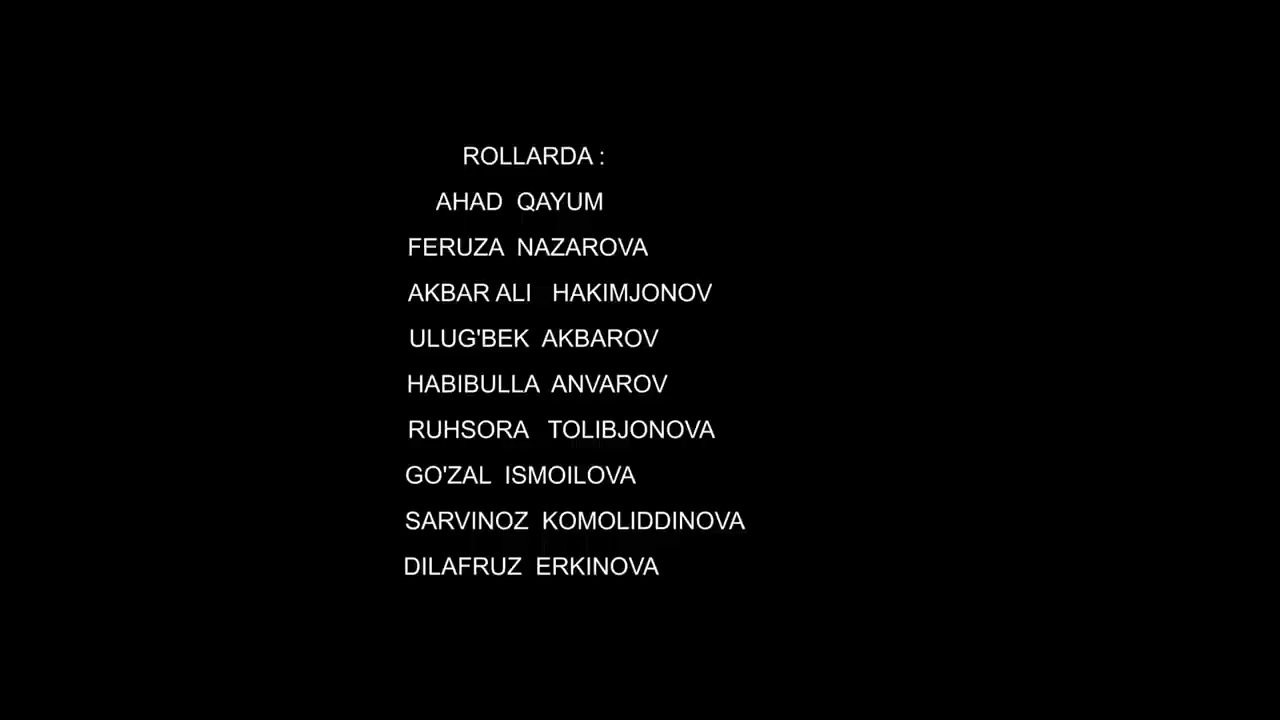 ROLLARDA :
AHAD QAYUM
FERUZA NAZAROVA
AKBAR ALI HAKIMJONOV
ULUG'BEK AKBAROV
HABIBULLA ANVAROV
RUHSORA TOLIBJONOVA
GO'ZAL ISMOILOVA
SARVINOZ KOMOLIDDINOVA
DILAFRUZ ERKINOVA